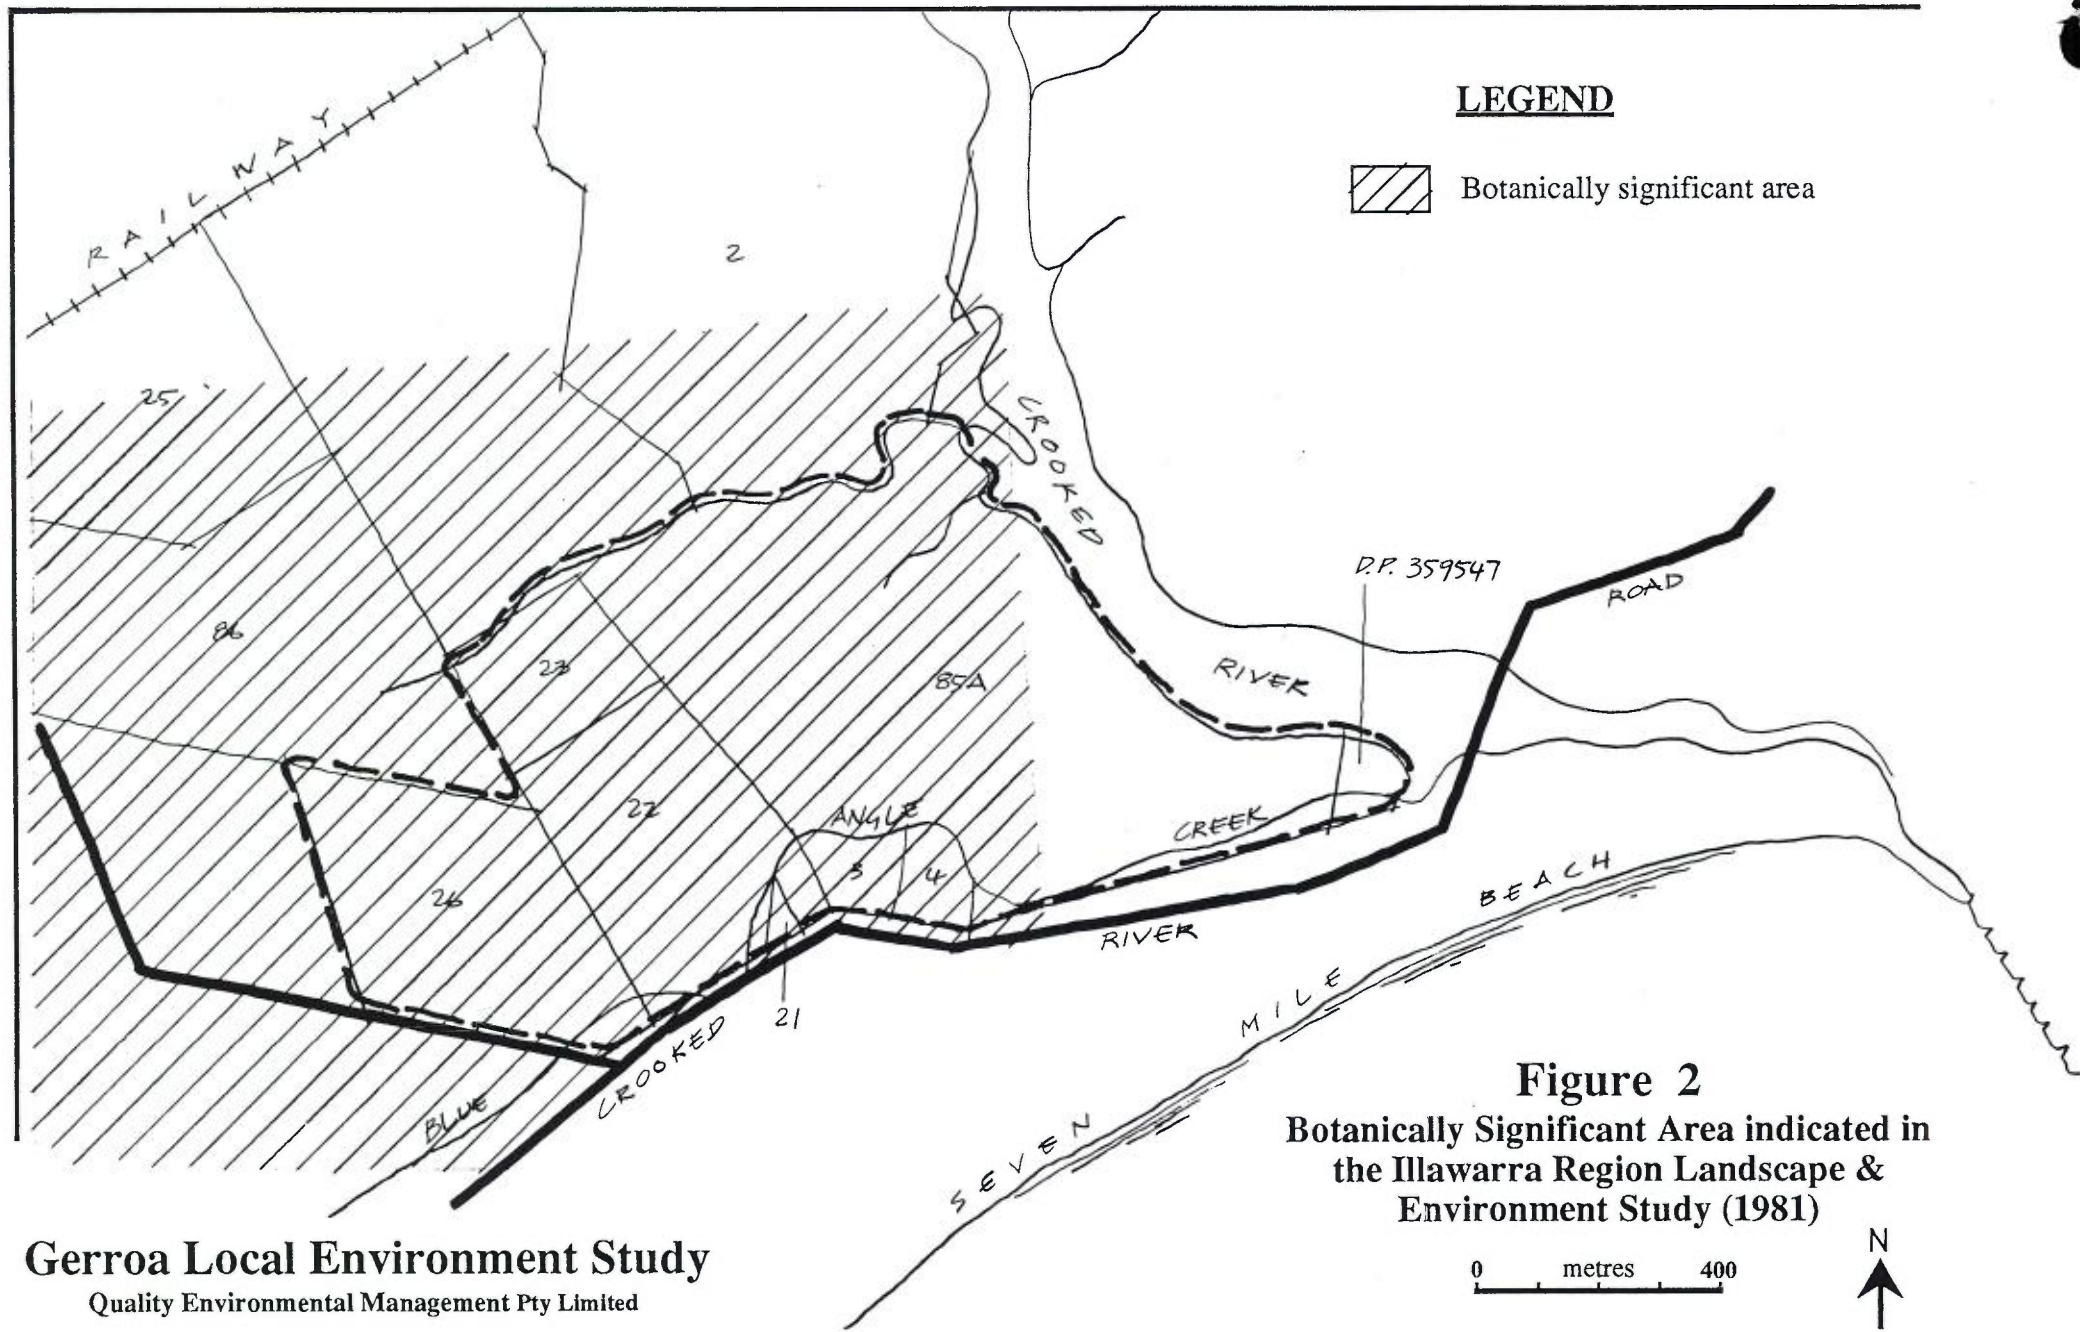 LEGEND
Botanically significant area
RAILWAY
2
25
CROOKED
RIVER
D.P. 359547
ROAD
86
23
85A
22
ANGLE
3
4
CREEK
26
21
BLUE
CROOKED
RIVER
SEVEN MILE BEACH
Figure 2
Botanically Significant Area indicated in
the Illawarra Region Landscape &
Environment Study (1981)
0 metres 400
N
Gerroa Local Environment Study
Quality Environmental Management Pty Limited